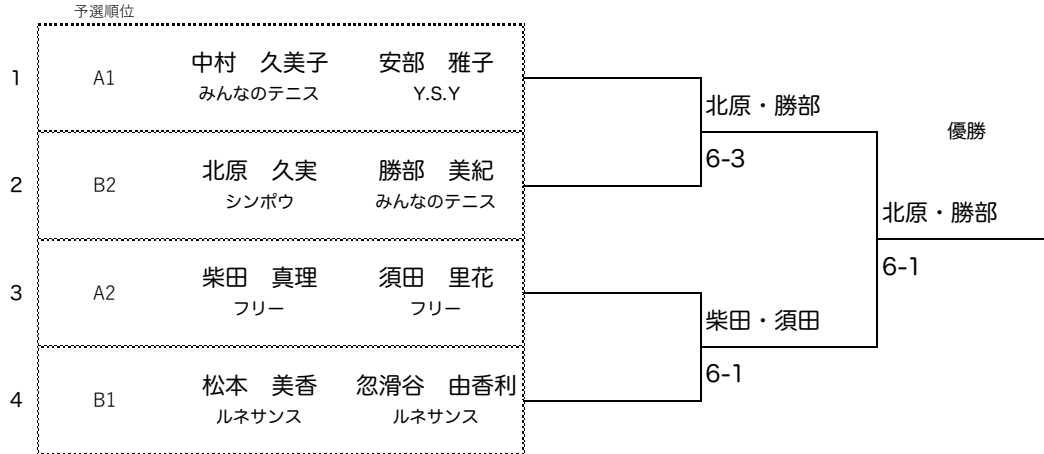 予選順位
1 A1 中村　久美子 安部　雅子
みんなのテニス Y.S.Y
北原・勝部
優勝
6-3
2 B2 北原　久実 勝部　美紀
シンポウ みんなのテニス
北原・勝部
6-1
3 A2 柴田　真理 須田　里花
フリー フリー
柴田・須田
6-1
4 B1 松本　美香 忽滑谷　由香利
ルネサンス ルネサンス